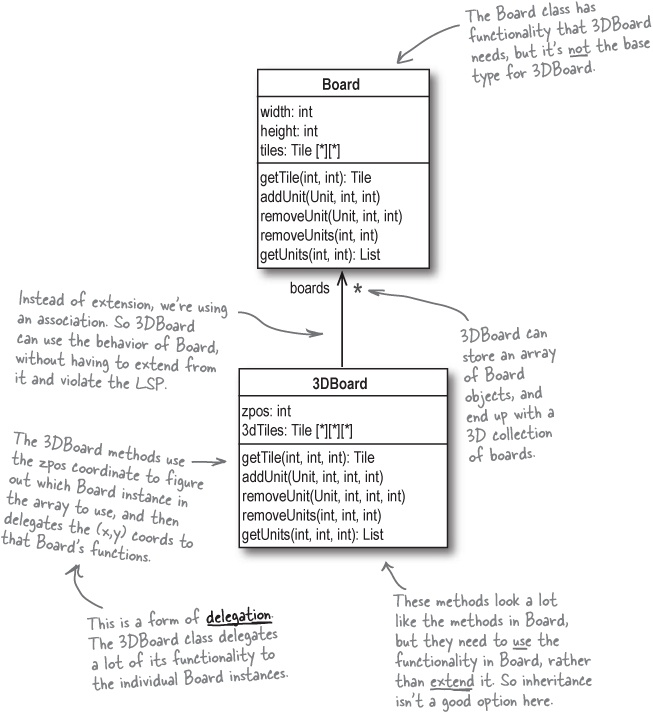 The Board class has
functionality that 3DBoard
needs, but it's not the base
type for 3DBoard.
Board
width: int
height: int
tiles: Tile [*][*]
getTile(int, int): Tile
addUnit(Unit, int, int)
removeUnit(Unit, int, int)
removeUnits(int, int)
getUnits(int, int): List
boards *
Instead of extension, we're using
an association. So 3DBoard
can use the behavior of Board,
without having to extend from
it and violate the LSP.
3DBoard can
store an array
of Board
objects, and
end up with a
3D collection
of boards.
3DBoard
zpos: int
3dTiles: Tile [*][*][*]
getTile(int, int, int): Tile
addUnit(Unit, int, int, int)
removeUnit(Unit, int, int, int)
removeUnits(int, int, int)
getUnits(int, int, int): List
The 3DBoard methods use
the zpos coordinate to figure
out which Board instance in
the array to use, and then
delegates the (x,y) coords to
that Board's functions.
This is a form of delegation.
The 3DBoard class delegates
a lot of its functionality to
the individual Board instances.
These methods look a lot
like the methods in Board,
but they need to use the
functionality in Board, rather
than extend it. So inheritance
isn't a good option here.